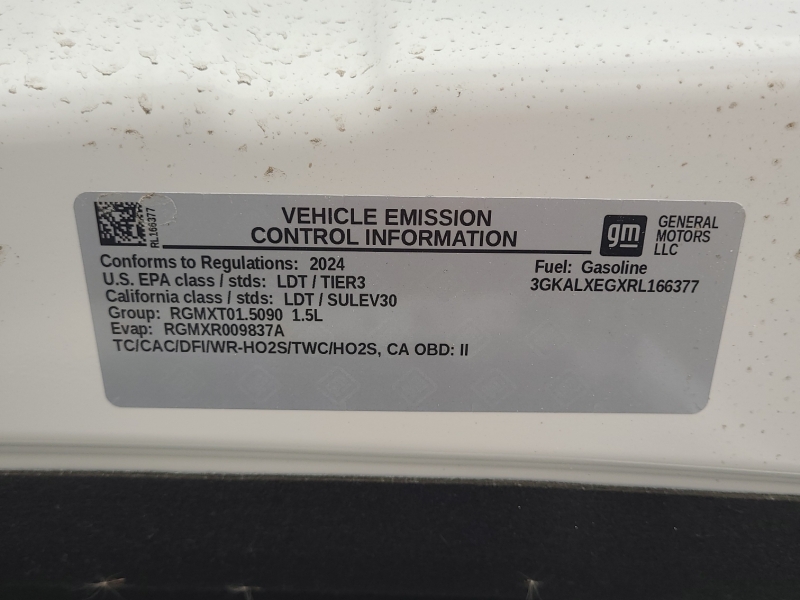 RL166377
VEHICLE EMISSION
CONTROL INFORMATION
gm
GENERAL
MOTORS
LLC
Conforms to Regulations: 2024
U.S. EPA class / stds: LDT / TIER3
California class / stds: LDT / SULEV30
Group: RGMXT01.5090 1.5L
Evap: RGMXR009837A
TC/CAC/DFI/WR-HO2S/TWC/HO2S, CA OBD: II
Fuel: Gasoline
3GKALXEGXRL166377